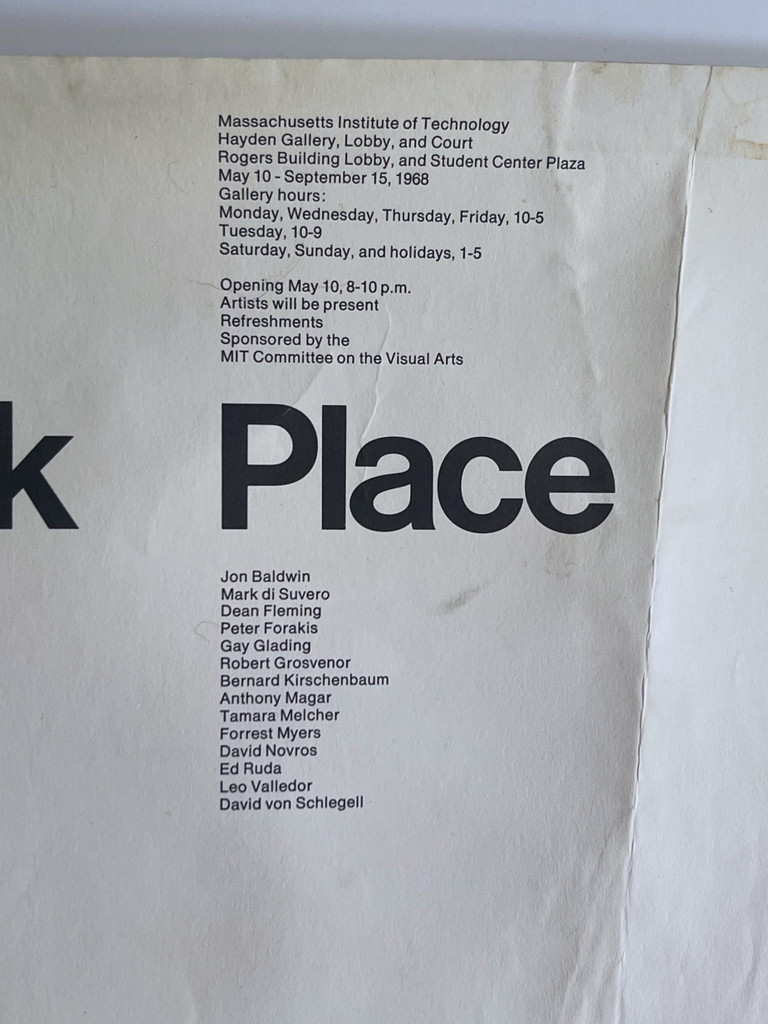 Massachusetts Institute of Technology
Hayden Gallery, Lobby, and Court
Rogers Building Lobby, and Student Center Plaza
May 10 - September 15, 1968
Gallery hours:
Monday, Wednesday, Thursday, Friday, 10-5
Tuesday, 10-9
Saturday, Sunday, and holidays, 1-5
Opening May 10, 8-10 p.m.
Artists will be present
Refreshments
Sponsored by the
MIT Committee on the Visual Arts
k Place
Jon Baldwin
Mark di Suvero
Dean Fleming
Peter Forakis
Gay Glading
Robert Grosvenor
Bernard Kirschenbaum
Anthony Magar
Tamara Melcher
Forrest Myers
David Novros
Ed Ruda
Leo Valledor
David von Schlegell